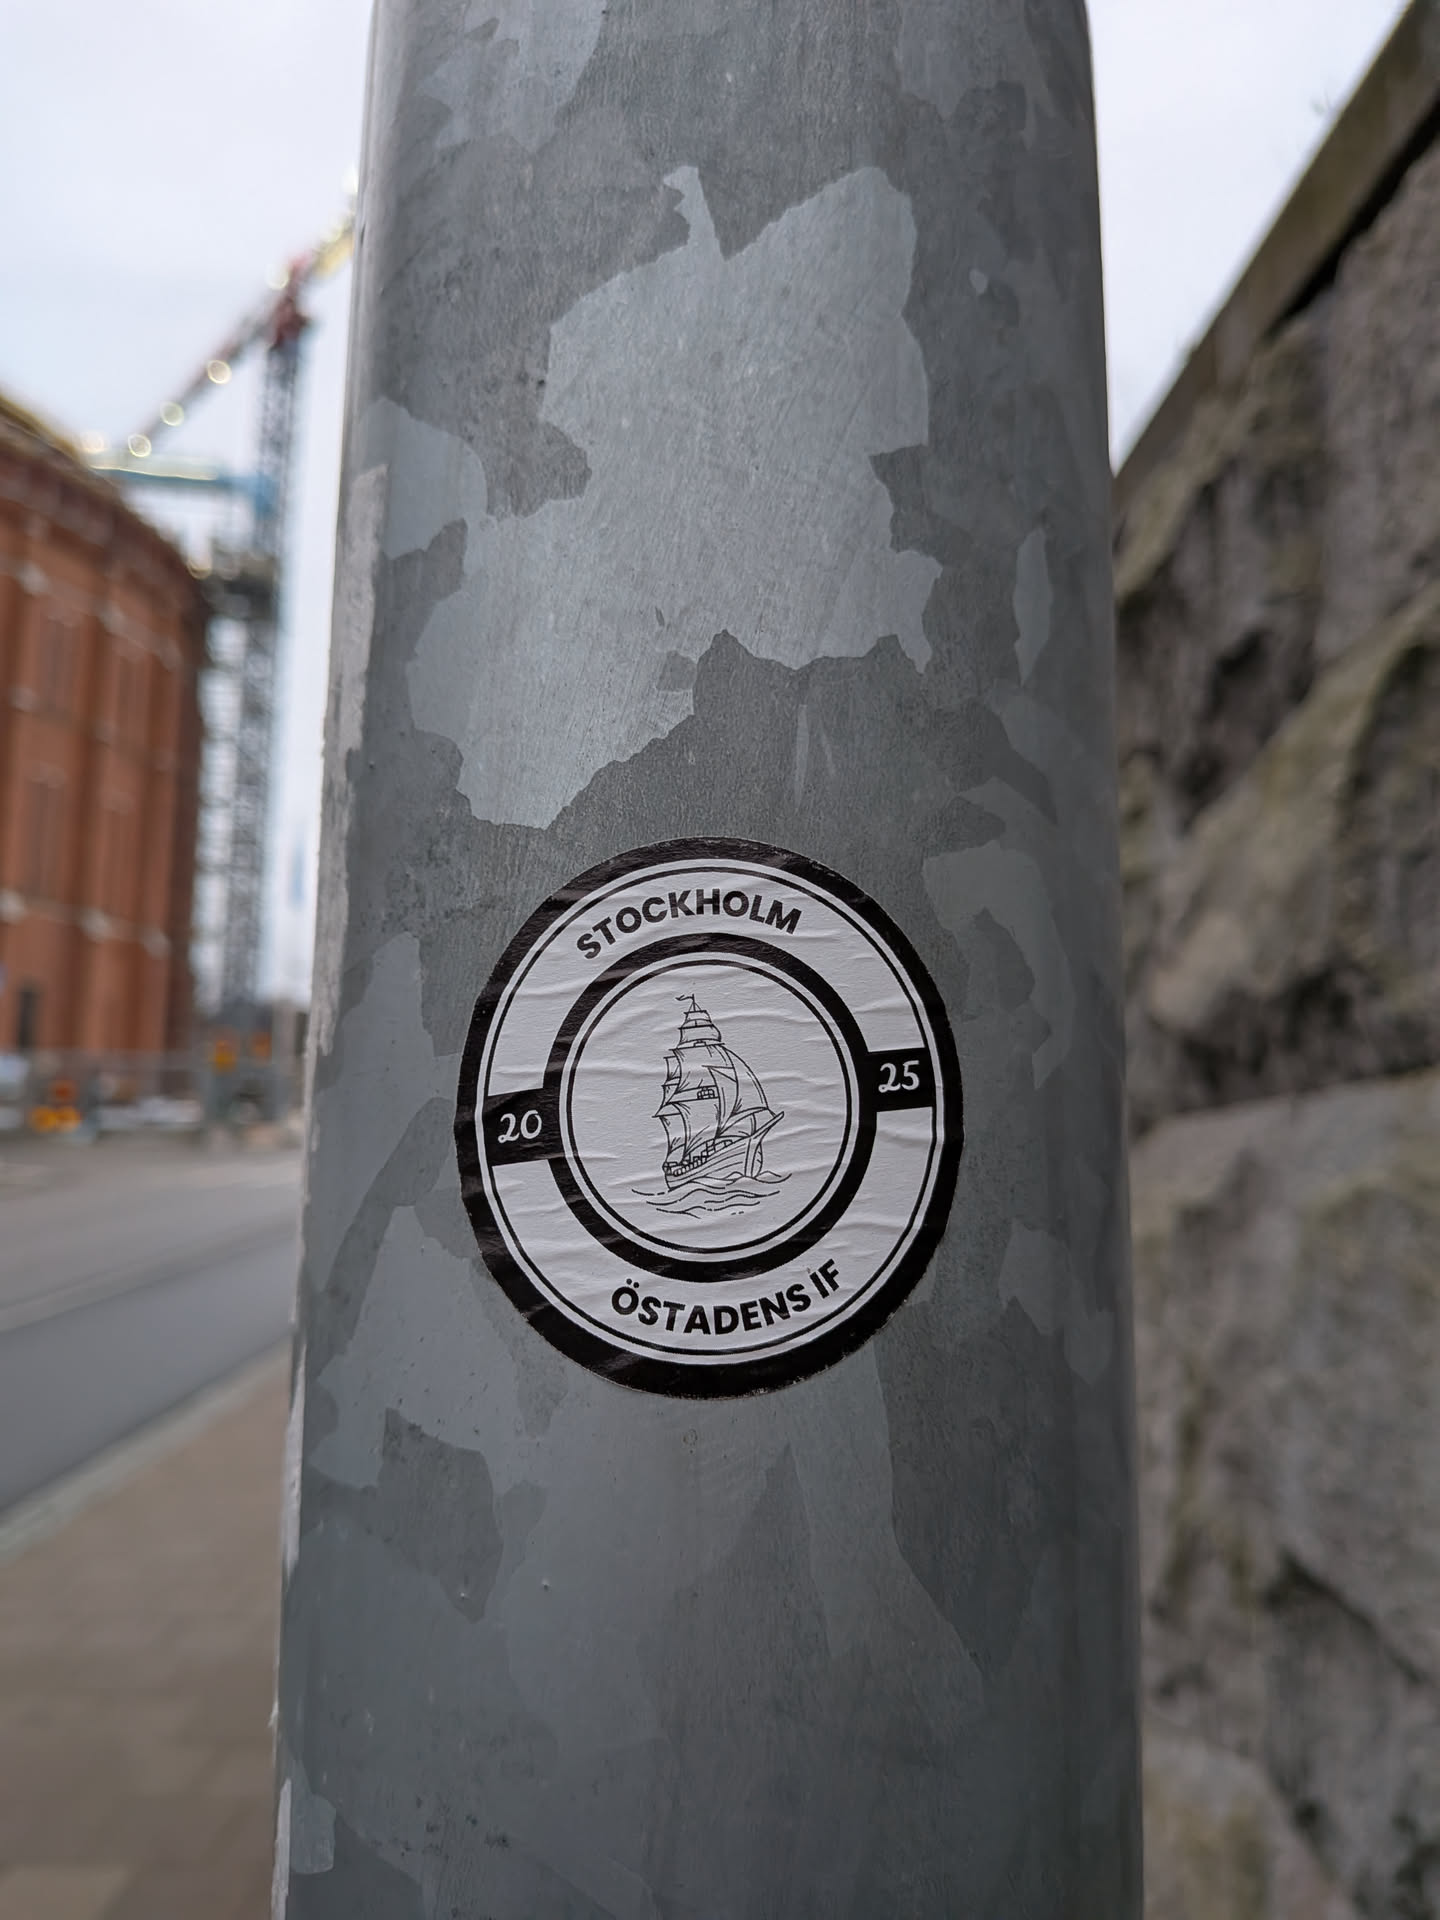 STOCKHOLM
20
25
ÖSTADENS IF